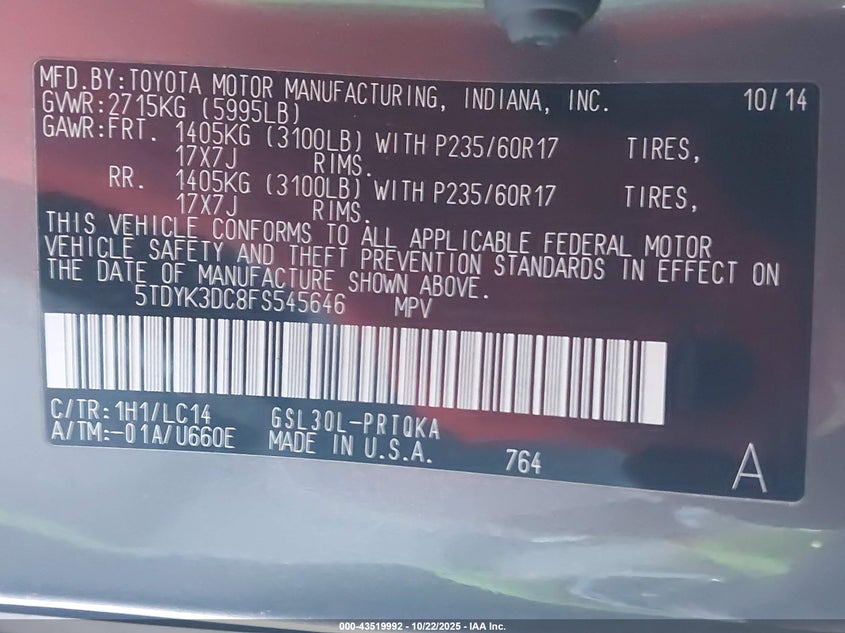 MFD.BY:TOYOTA MOTOR MANUFACTURING, INDIANA, INC. 10/14
GVWR:2715KG (5995LB)
GAWR:FRT. 1405KG (3100LB) WITH P235/60R17 TIRES,
17X7J RIMS.
RR. 1405KG (3100LB) WITH P235/60R17 TIRES,
17X7J RIMS.
THIS VEHICLE CONFORMS TO ALL APPLICABLE FEDERAL MOTOR
VEHICLE SAFETY AND THEFT PREVENTION STANDARDS IN EFFECT ON
THE DATE OF MANUFACTURE SHOWN ABOVE.
5TDYK3DC8FS545646 MPV
C/TR:1H1/LC14 GSL30L-PRTQKA
A/TM:-01A/U660E MADE IN U.S.A. 764 A
000-43519992 - 10/22/2025 - IAA Inc.